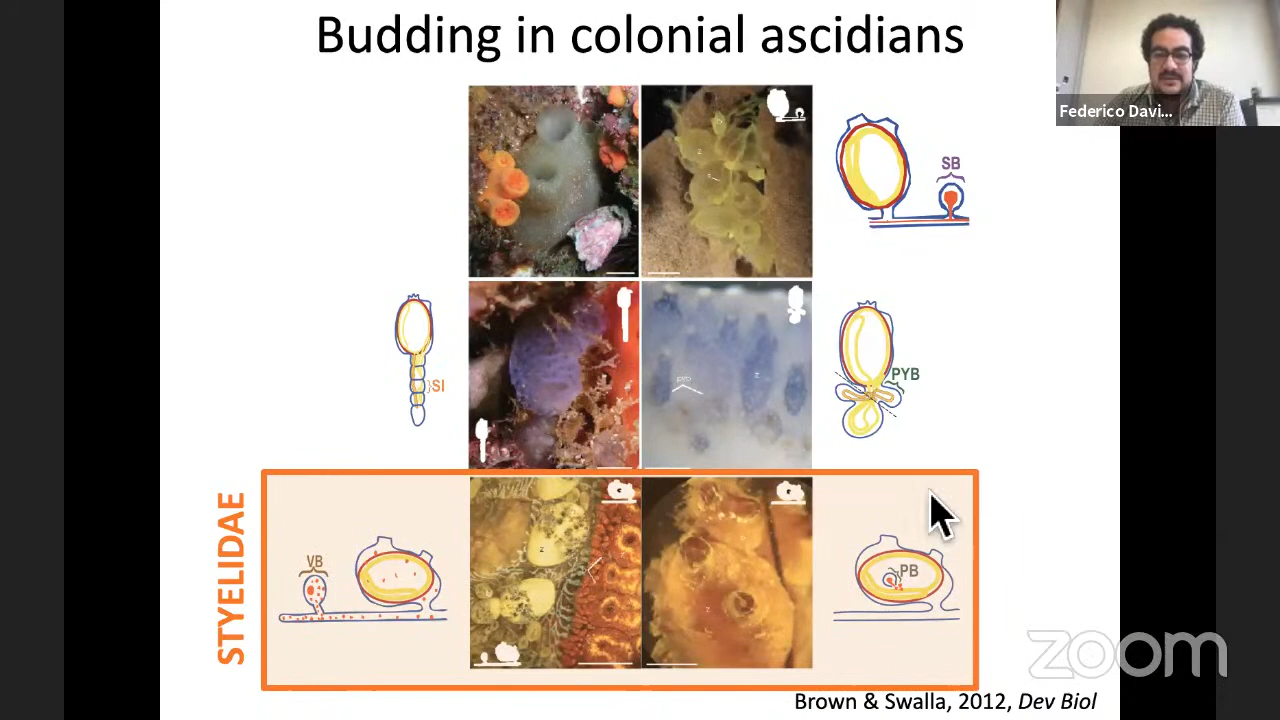 Budding in colonial ascidians
Federico Davi...
SB
SI
PYB
STYELIDAE
VB
PB
zoom
Brown & Swalla, 2012, Dev Biol